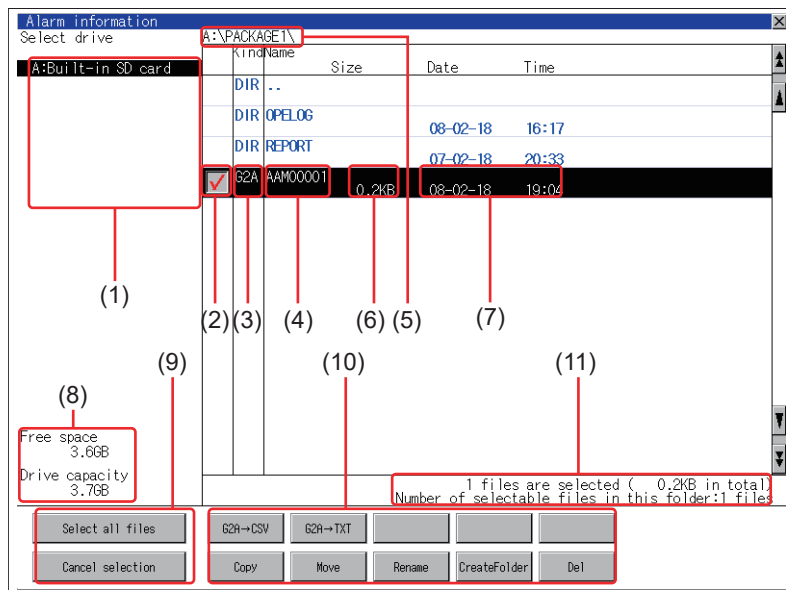 Alarm information
Select drive A:\PACKAGE1\
Kind Name Size Date Time
A:Built-in SD card
DIR ..
DIR OPELOG 08-02-18 16:17
DIR REPORT 07-02-18 20:33
G2A AAM00001 0.2KB 08-02-18 19:04
(1)
(2) (3) (4) (6) (5) (7)
(9) (10) (11)
(8)
Free space
3.6GB
Drive capacity
3.7GB
1 files are selected ( 0.2KB in total)
Number of selectable files in this folder:1 files
Select all files G2A→CSV G2A→TXT
Cancel selection Copy Move Rename CreateFolder Del